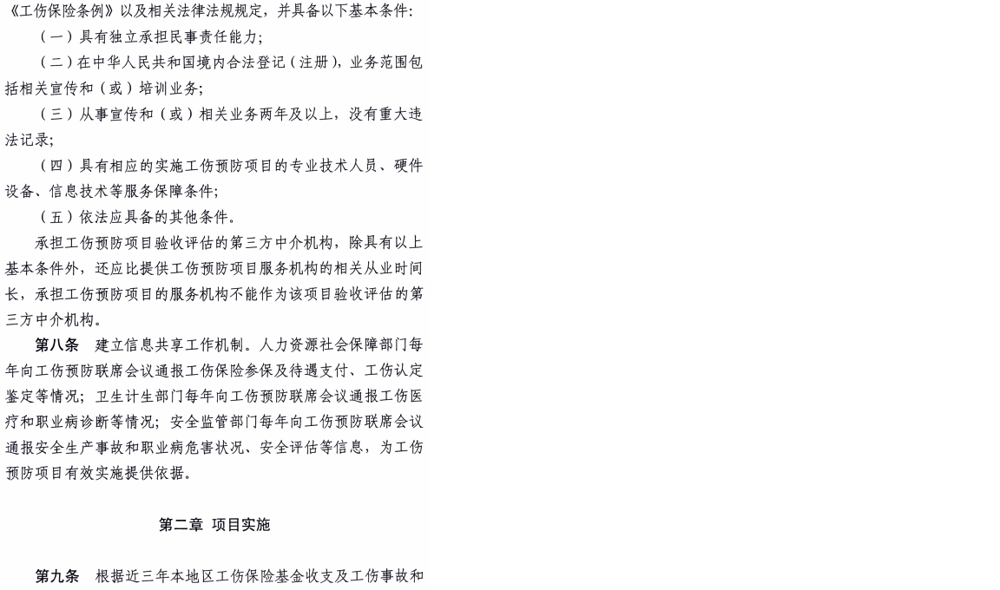 《工伤保险条例》以及相关法律法规规定，并具备以下基本条件：
（一）具有独立承担民事责任能力；
（二）在中华人民共和国境内合法登记（注册），业务范围包
括相关宣传和（或）培训业务；
（三）从事宣传和（或）相关业务两年及以上，没有重大违
法记录；
（四）具有相应的实施工伤预防项目的专业技术人员、硬件
设备、信息技术等服务保障条件；
（五）依法应具备的其他条件。
承担工伤预防项目验收评估的第三方中介机构，除具有以上
基本条件外，还应比提供工伤预防项目服务机构的相关从业时间
长，承担工伤预防项目的服务机构不能作为该项目验收评估的第
三方中介机构。
第八条 建立信息共享工作机制。人力资源社会保障部门每
年向工伤预防联席会议通报工伤保险参保及待遇支付、工伤认定
鉴定等情况；卫生计生部门每年向工伤预防联席会议通报工伤医
疗和职业病诊断等情况；安全监管部门每年向工伤预防联席会议
通报安全生产事故和职业病危害状况、安全评估等信息，为工伤
预防项目有效实施提供依据。
第二章 项目实施
第九条 根据近三年本地区工伤保险基金收支及工伤事故和